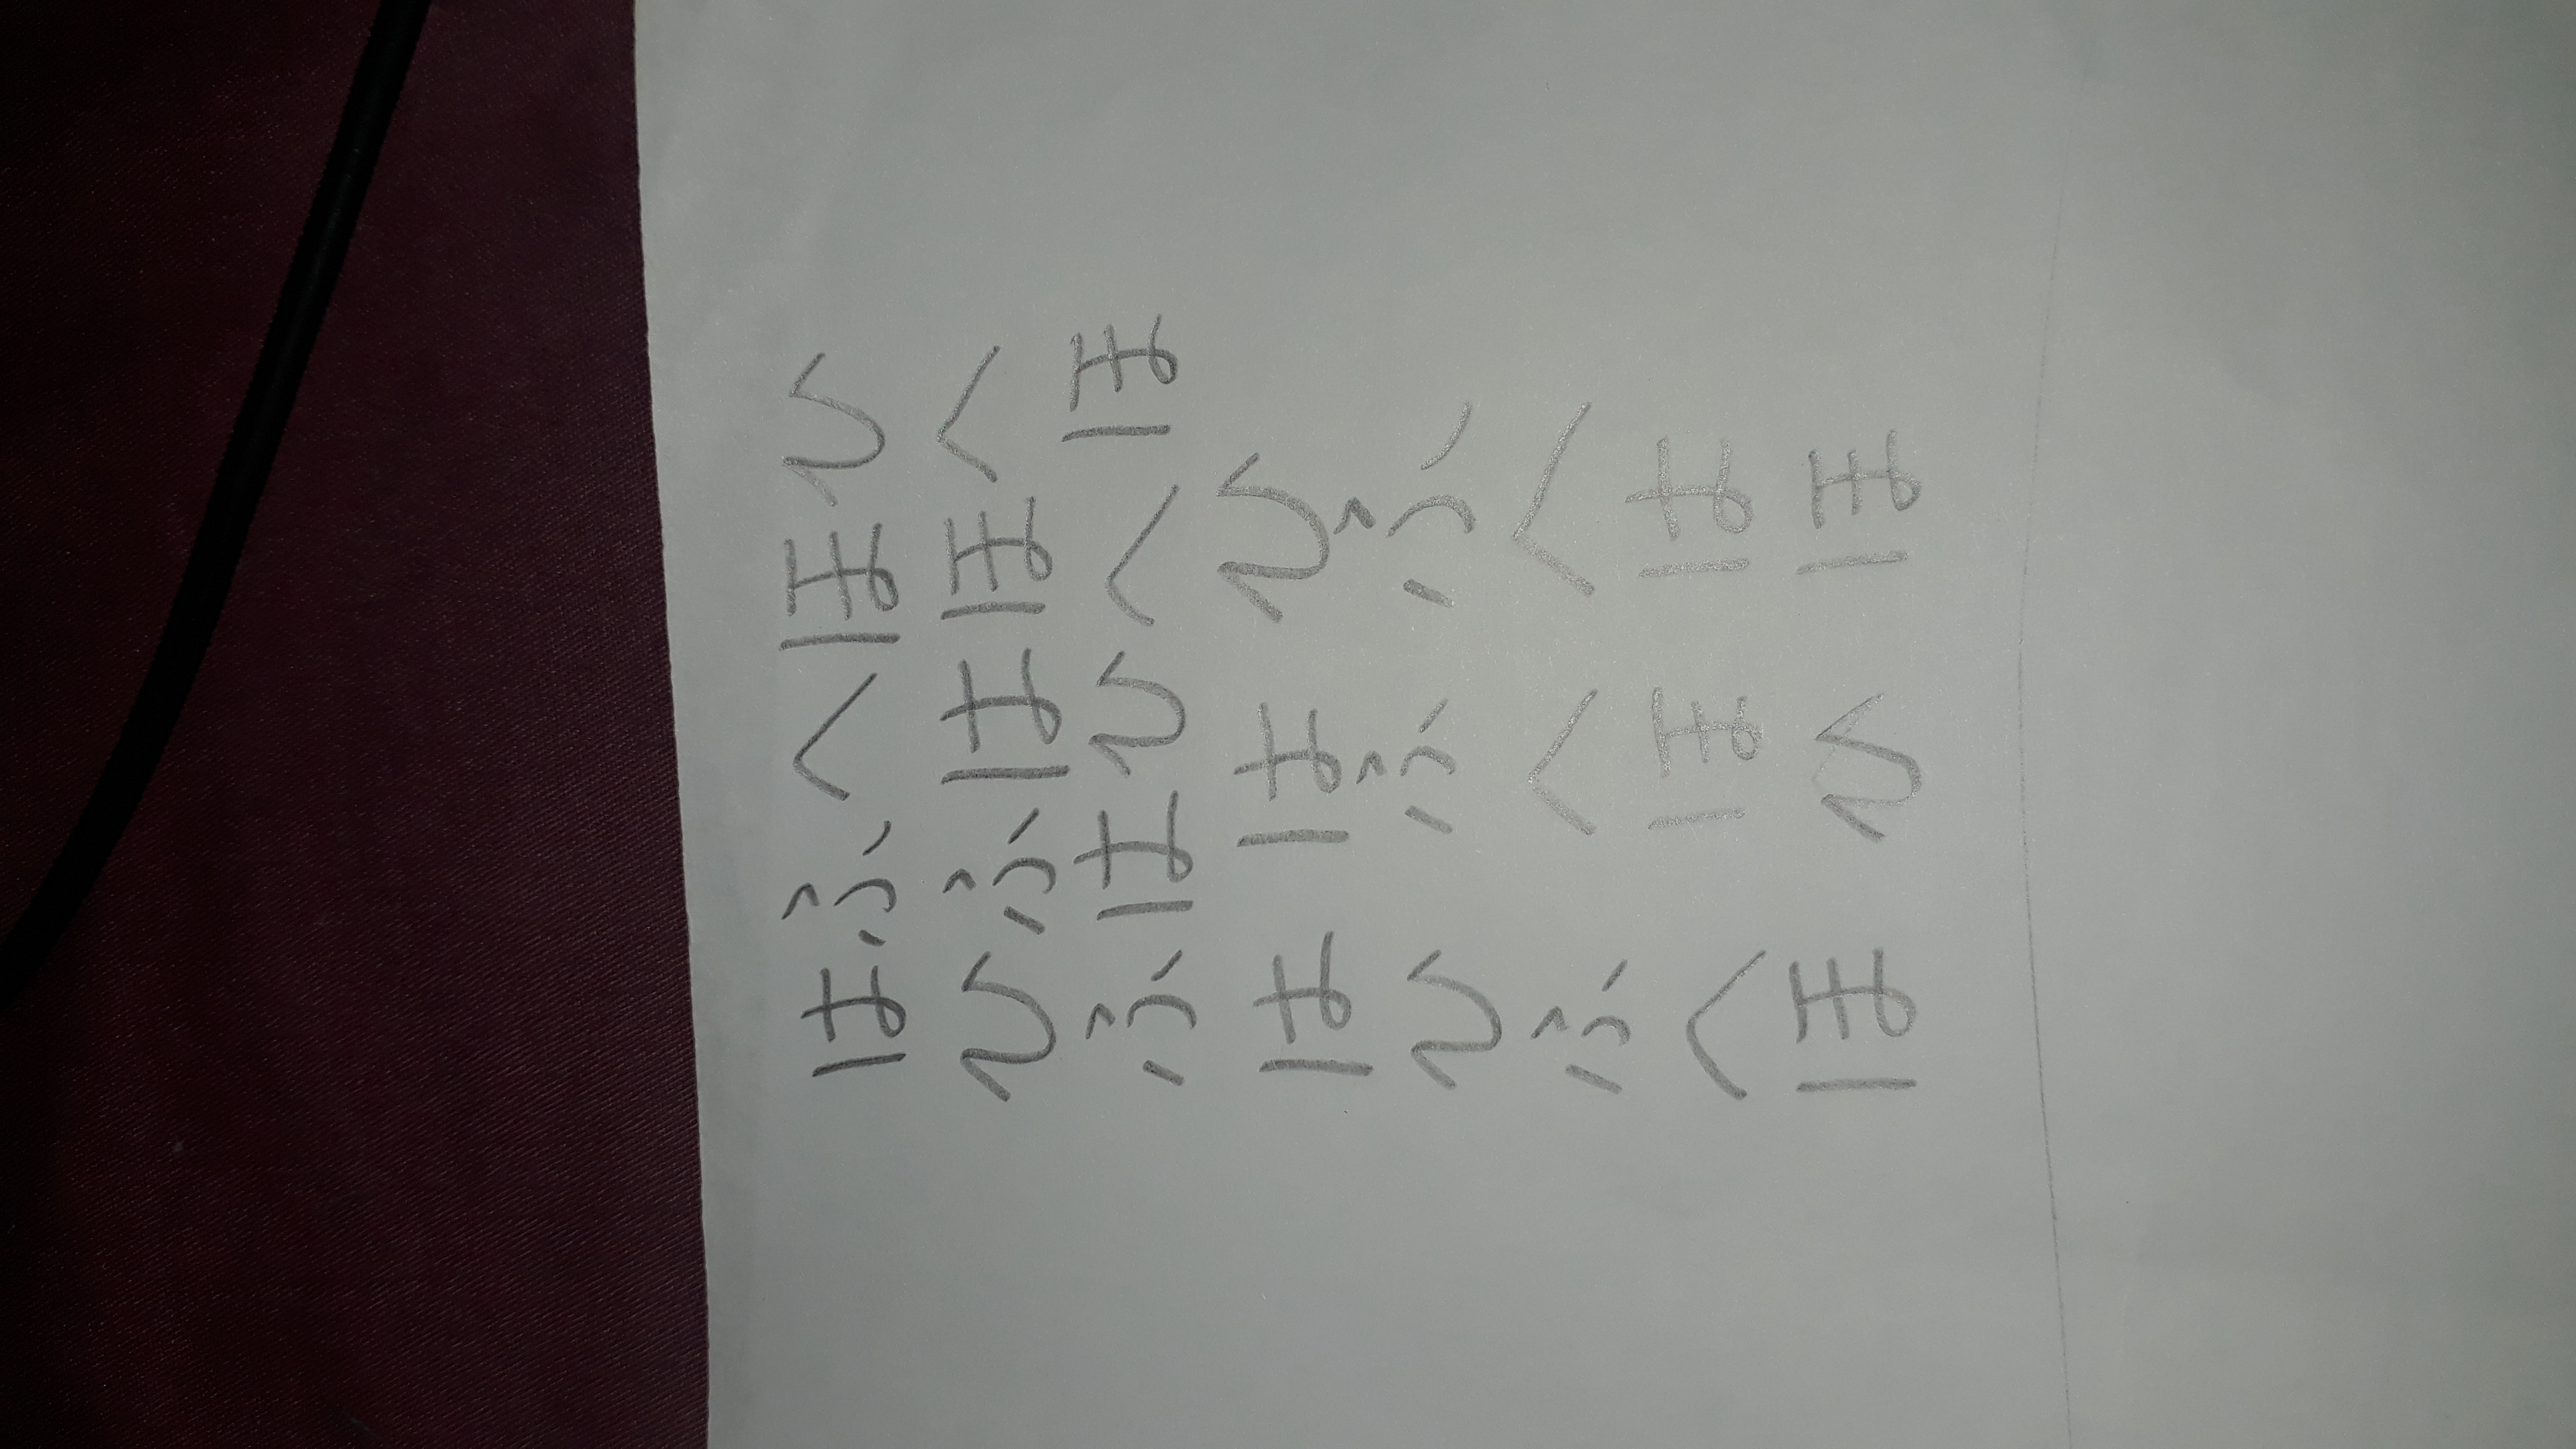 はふへほひ
ひふはほへ
ふはひへほ
は は ひ
ひ ふ ふ
ふ へ へ
へ ほ は
ほ ひ ほ